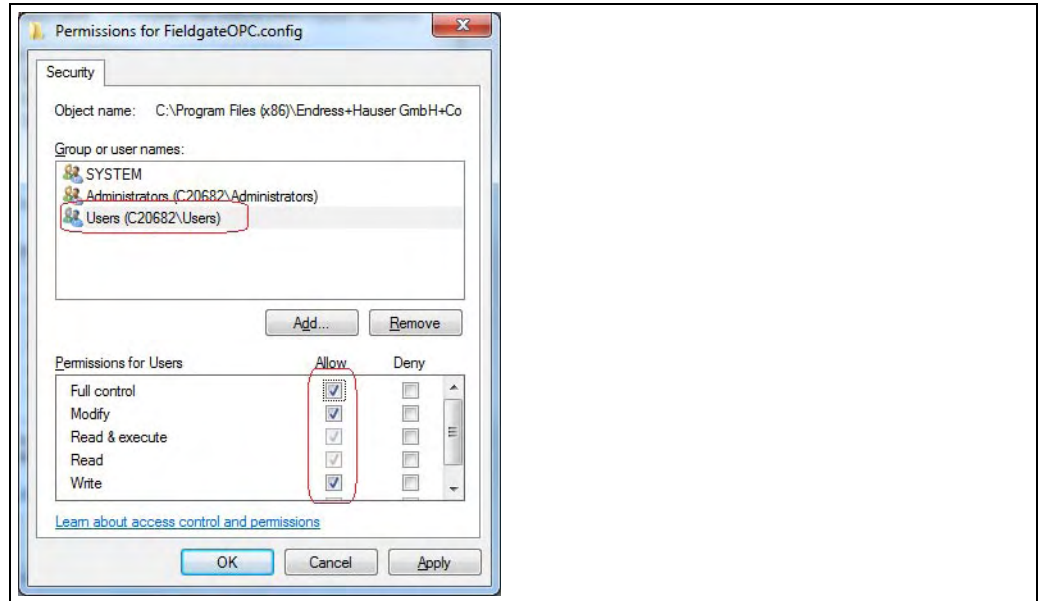 Permissions for FieldgateOPC.config
Security
Object name: C:\Program Files (x86)\Endress+Hauser GmbH+Co
Group or user names:
SYSTEM
Administrators (C20682\Administrators)
Users (C20682\Users)
Add... Remove
Permissions for Users Allow Deny
Full control
Modify
Read & execute
Read
Write
Learn about access control and permissions
OK Cancel Apply